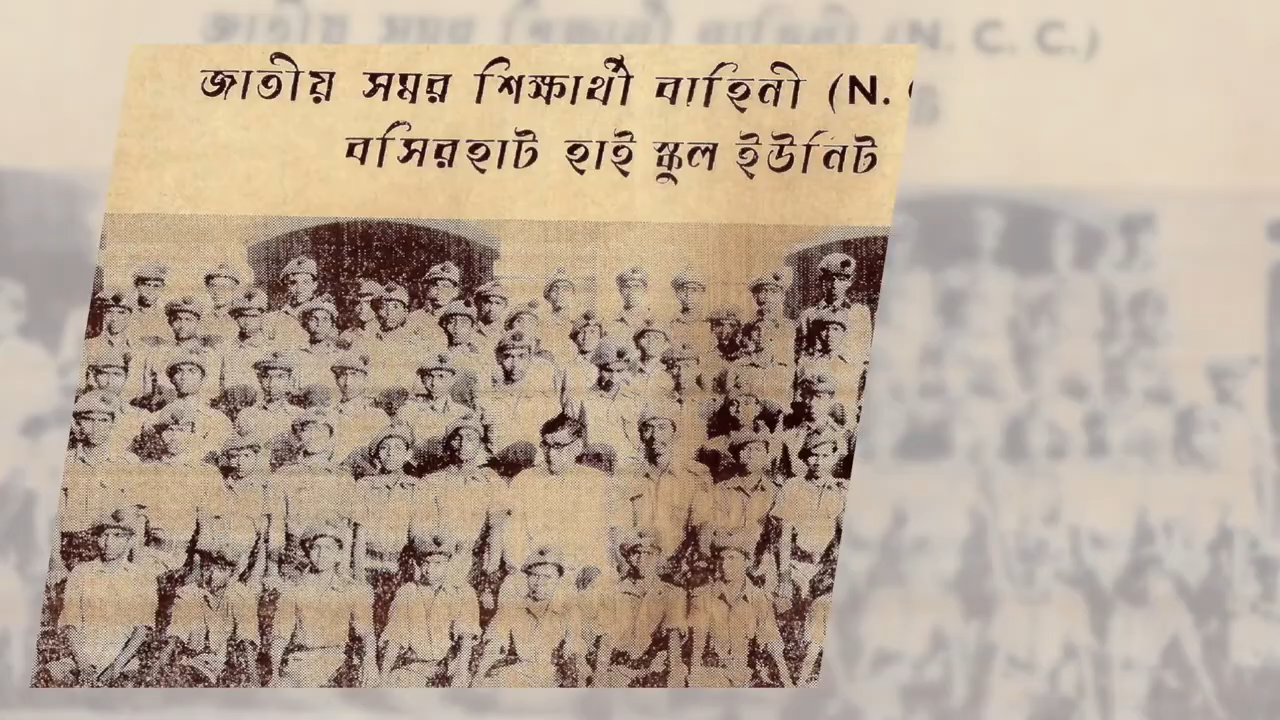 জাতীয় সমর শিক্ষার্থী বাহিনী (N. C. C.)
বসিরহাট হাই স্কুল ইউনিট